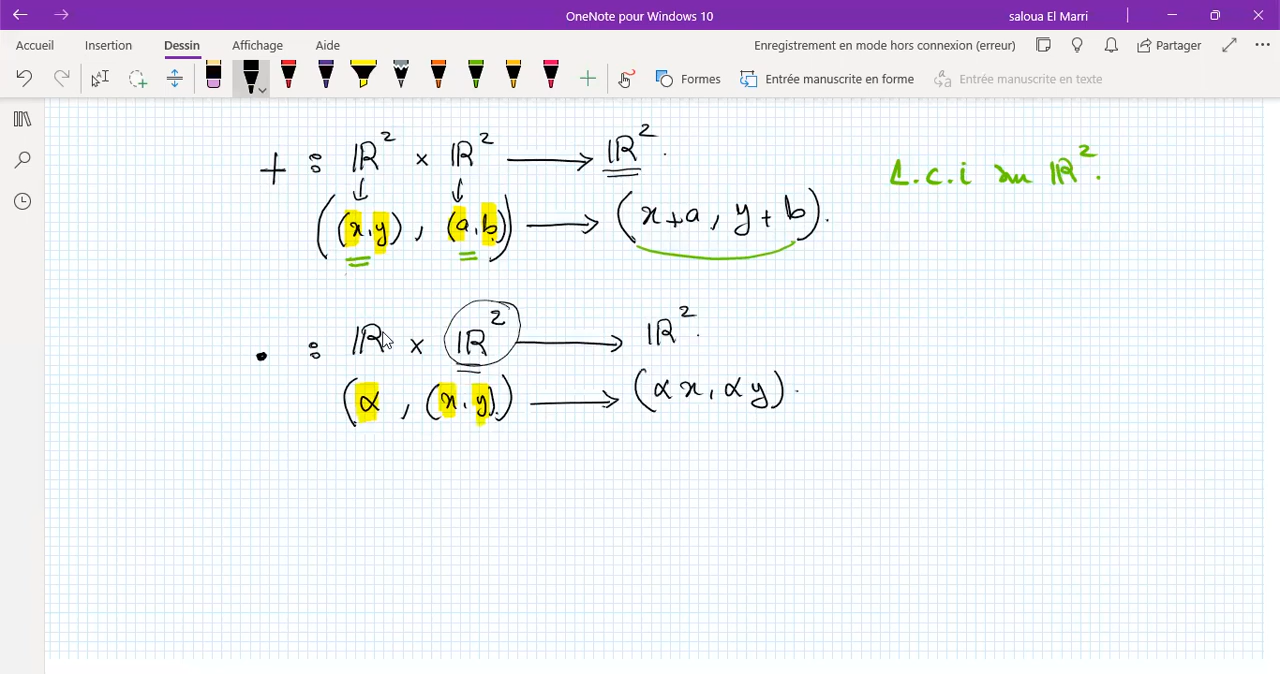 OneNote pour Windows 10
saloua El Marri
Accueil Insertion Dessin Affichage Aide
Enregistrement en mode hors connexion (erreur) Partager
Formes Entrée manuscrite en forme Entrée manuscrite en texte
+ : ℝ² × ℝ² ⟶ ℝ².
L.c.i su ℝ².
((x,y), (a,b)) ⟶ (x+a, y+b).
• : ℝ × ℝ² ⟶ ℝ².
(α, (x,y)) ⟶ (αx, αy).